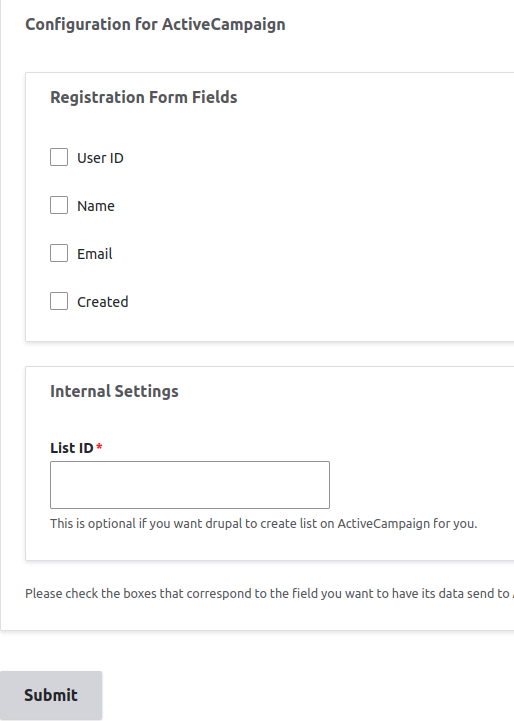 Configuration for ActiveCampaign
Registration Form Fields
User ID
Name
Email
Created
Internal Settings
List ID*
This is optional if you want drupal to create list on ActiveCampaign for you.
Please check the boxes that correspond to the field you want to have its data send to
Submit